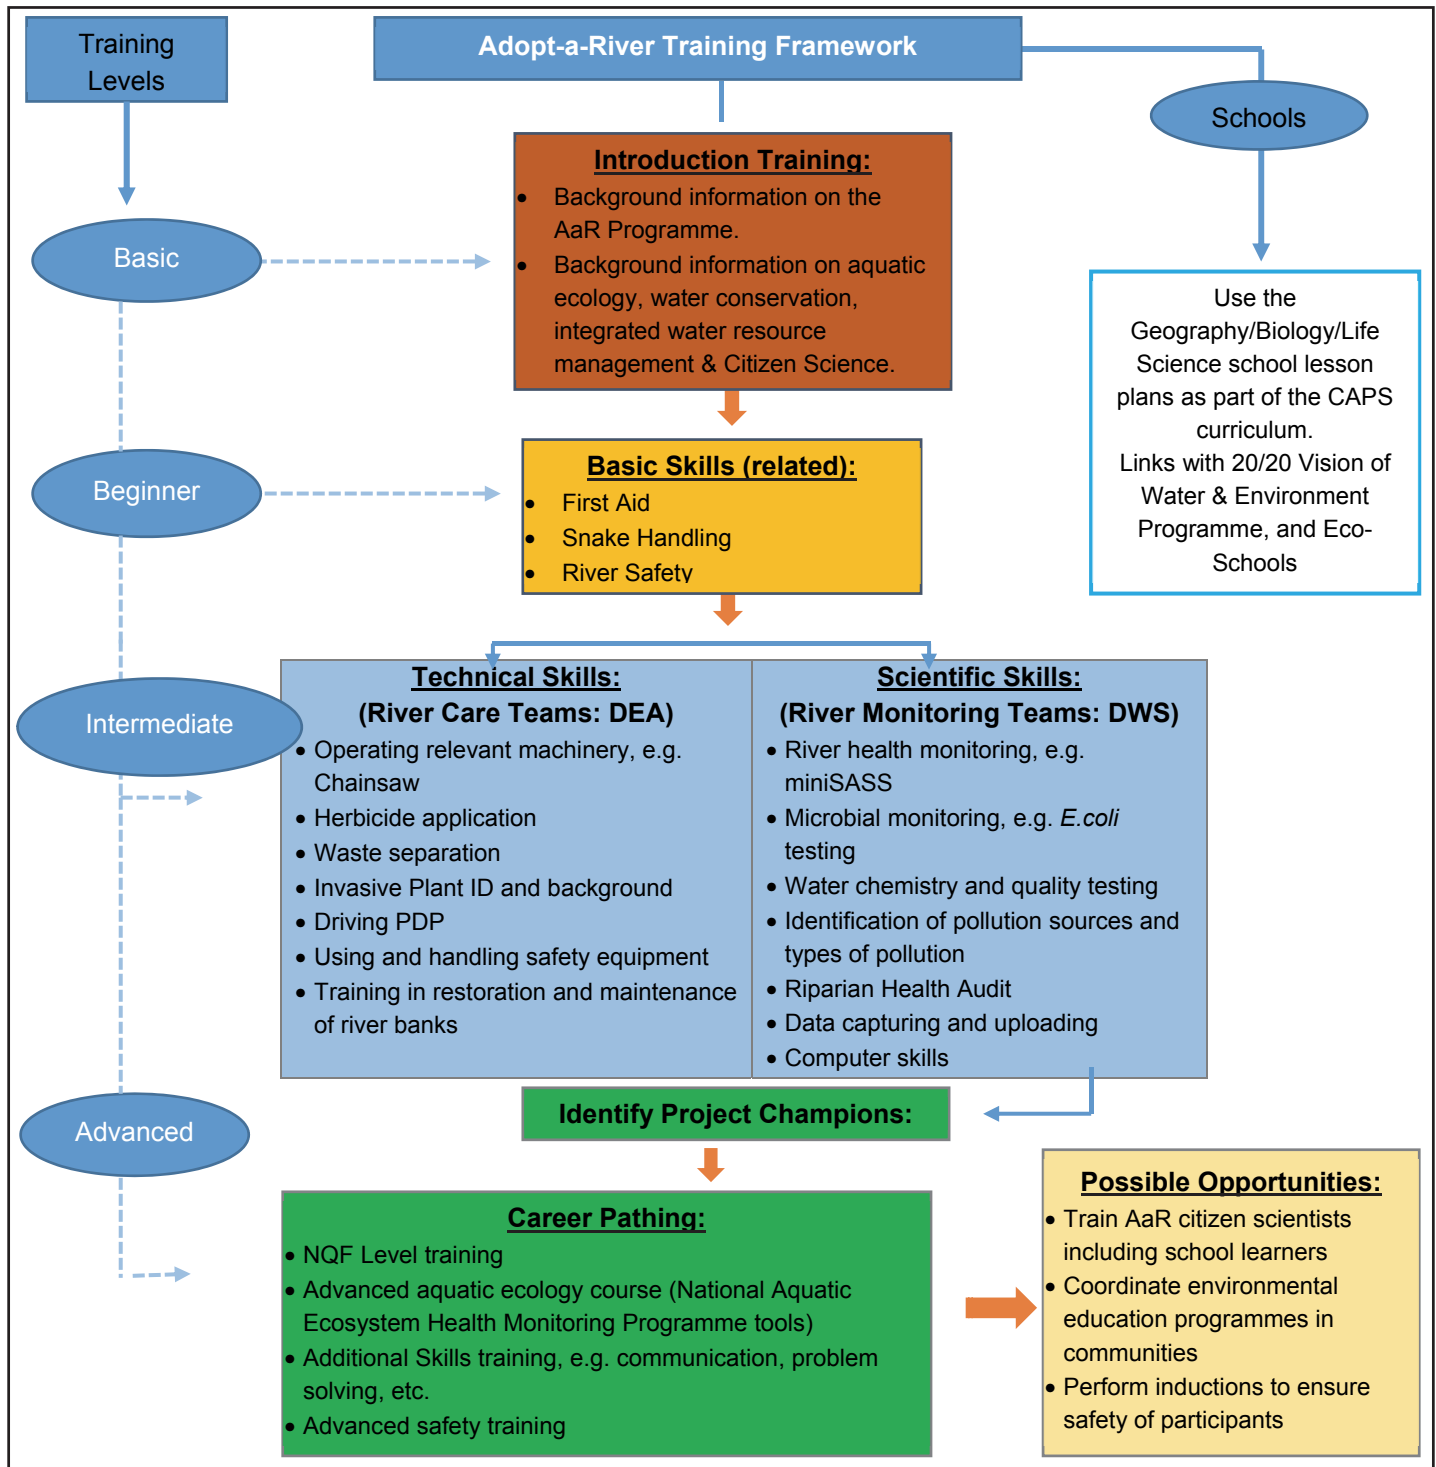 Training
Levels
Adopt-a-River Training Framework
Schools
Introduction Training:
• Background information on the
AaR Programme.
• Background information on aquatic
ecology, water conservation,
integrated water resource
management & Citizen Science.
Basic
Use the
Geography/Biology/Life
Science school lesson
plans as part of the CAPS
curriculum.
Links with 20/20 Vision of
Water & Environment
Programme, and Eco-
Schools
Beginner
Basic Skills (related):
• First Aid
• Snake Handling
• River Safety
Intermediate
Technical Skills:
(River Care Teams: DEA)
• Operating relevant machinery, e.g.
Chainsaw
• Herbicide application
• Waste separation
• Invasive Plant ID and background
• Driving PDP
• Using and handling safety equipment
• Training in restoration and maintenance
of river banks
Scientific Skills:
(River Monitoring Teams: DWS)
• River health monitoring, e.g.
miniSASS
• Microbial monitoring, e.g. E.coli
testing
• Water chemistry and quality testing
• Identification of pollution sources and
types of pollution
• Riparian Health Audit
• Data capturing and uploading
• Computer skills
Identify Project Champions:
Advanced
Career Pathing:
• NQF Level training
• Advanced aquatic ecology course (National Aquatic
Ecosystem Health Monitoring Programme tools)
• Additional Skills training, e.g. communication, problem
solving, etc.
• Advanced safety training
Possible Opportunities:
• Train AaR citizen scientists
including school learners
• Coordinate environmental
education programmes in
communities
• Perform inductions to ensure
safety of participants